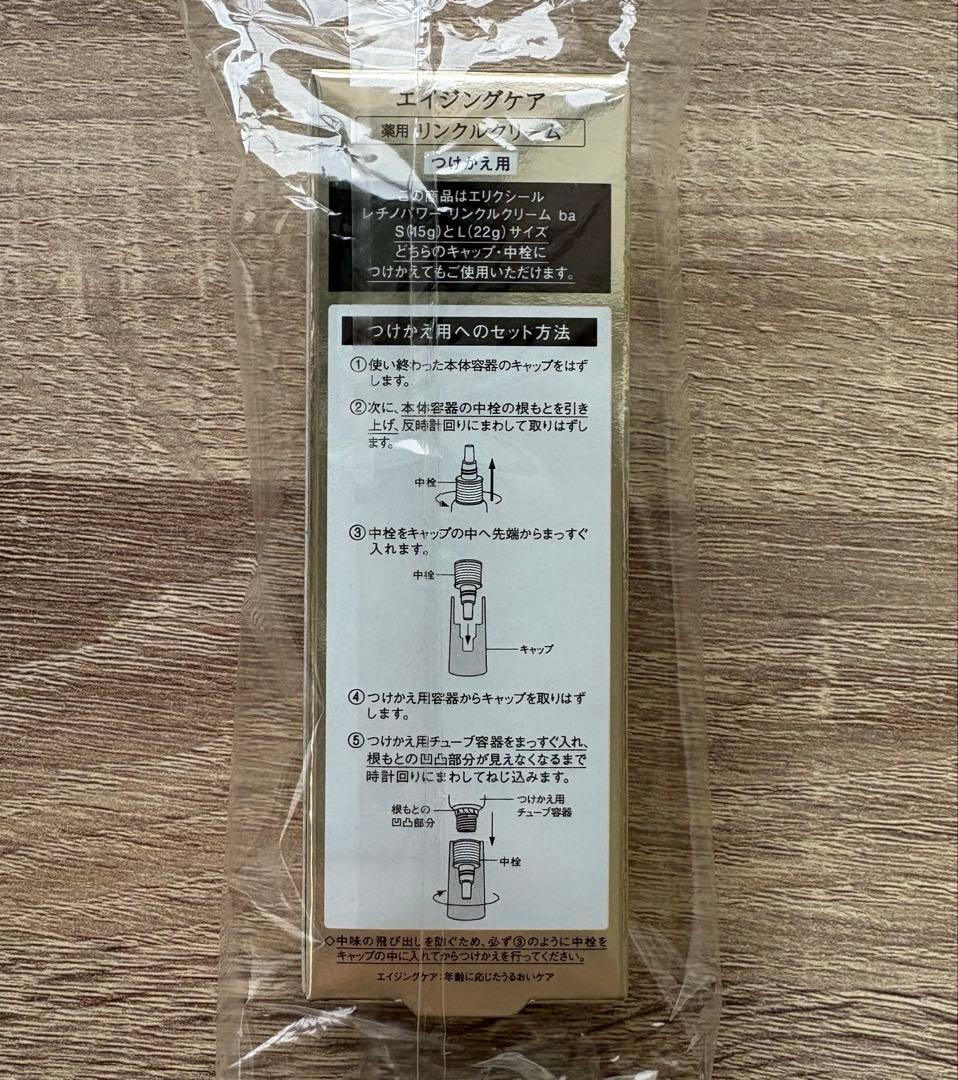 エイジングケア
薬用 リンクルクリーム
つけかえ用
この商品はエリクシール
レチノパワー リンクルクリーム ba
S(15g)とL(22g)サイズ
どちらのキャップ・中栓に
つけかえてもご使用いただけます。
つけかえ用へのセット方法
①使い終わった本体容器のキャップをはず
します。
②次に、本体容器の中栓の根もとを引き
上げ、反時計回りにまわして取りはずし
ます。
中栓
③中栓をキャップの中へ先端からまっすぐ
入れます。
中栓
キャップ
④つけかえ用容器からキャップを取りはず
します。
⑤つけかえ用チューブ容器をまっすぐ入れ、
根もとの凹凸部分が見えなくなるまで
時計回りにまわしてねじ込みます。
根もとの
凹凸部分
つけかえ用
チューブ容器
中栓
◇中味の飛び出しを防ぐため、必ず③のように中栓を
キャップの中に入れてからつけかえを行ってください。
エイジングケア:年齢に応じたうるおいケア